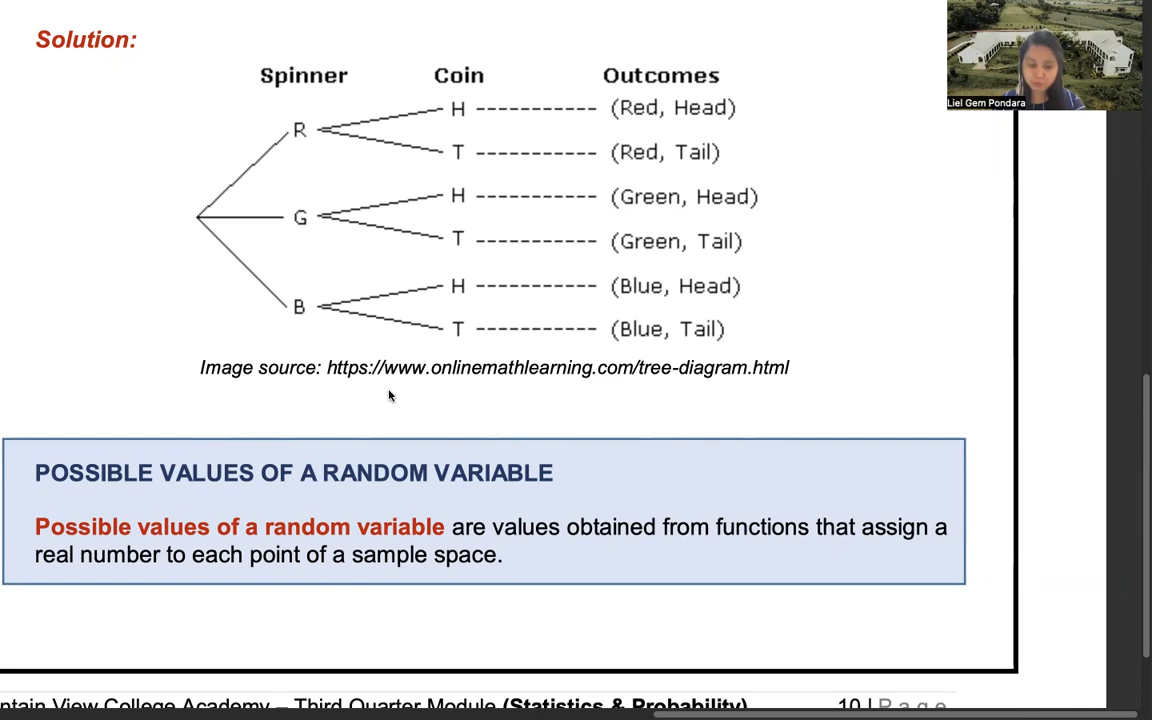 Solution:
Spinner Coin Outcomes
H ----------- (Red, Head)
R
T ----------- (Red, Tail)
H ----------- (Green, Head)
G
T ----------- (Green, Tail)
H ----------- (Blue, Head)
B
T ----------- (Blue, Tail)
Image source: https://www.onlinemathlearning.com/tree-diagram.html
POSSIBLE VALUES OF A RANDOM VARIABLE
Possible values of a random variable are values obtained from functions that assign a
real number to each point of a sample space.
ntain View College Academy – Third Quarter Module (Statistics & Probability) 10 | P a g e
Liel Gem Pondara